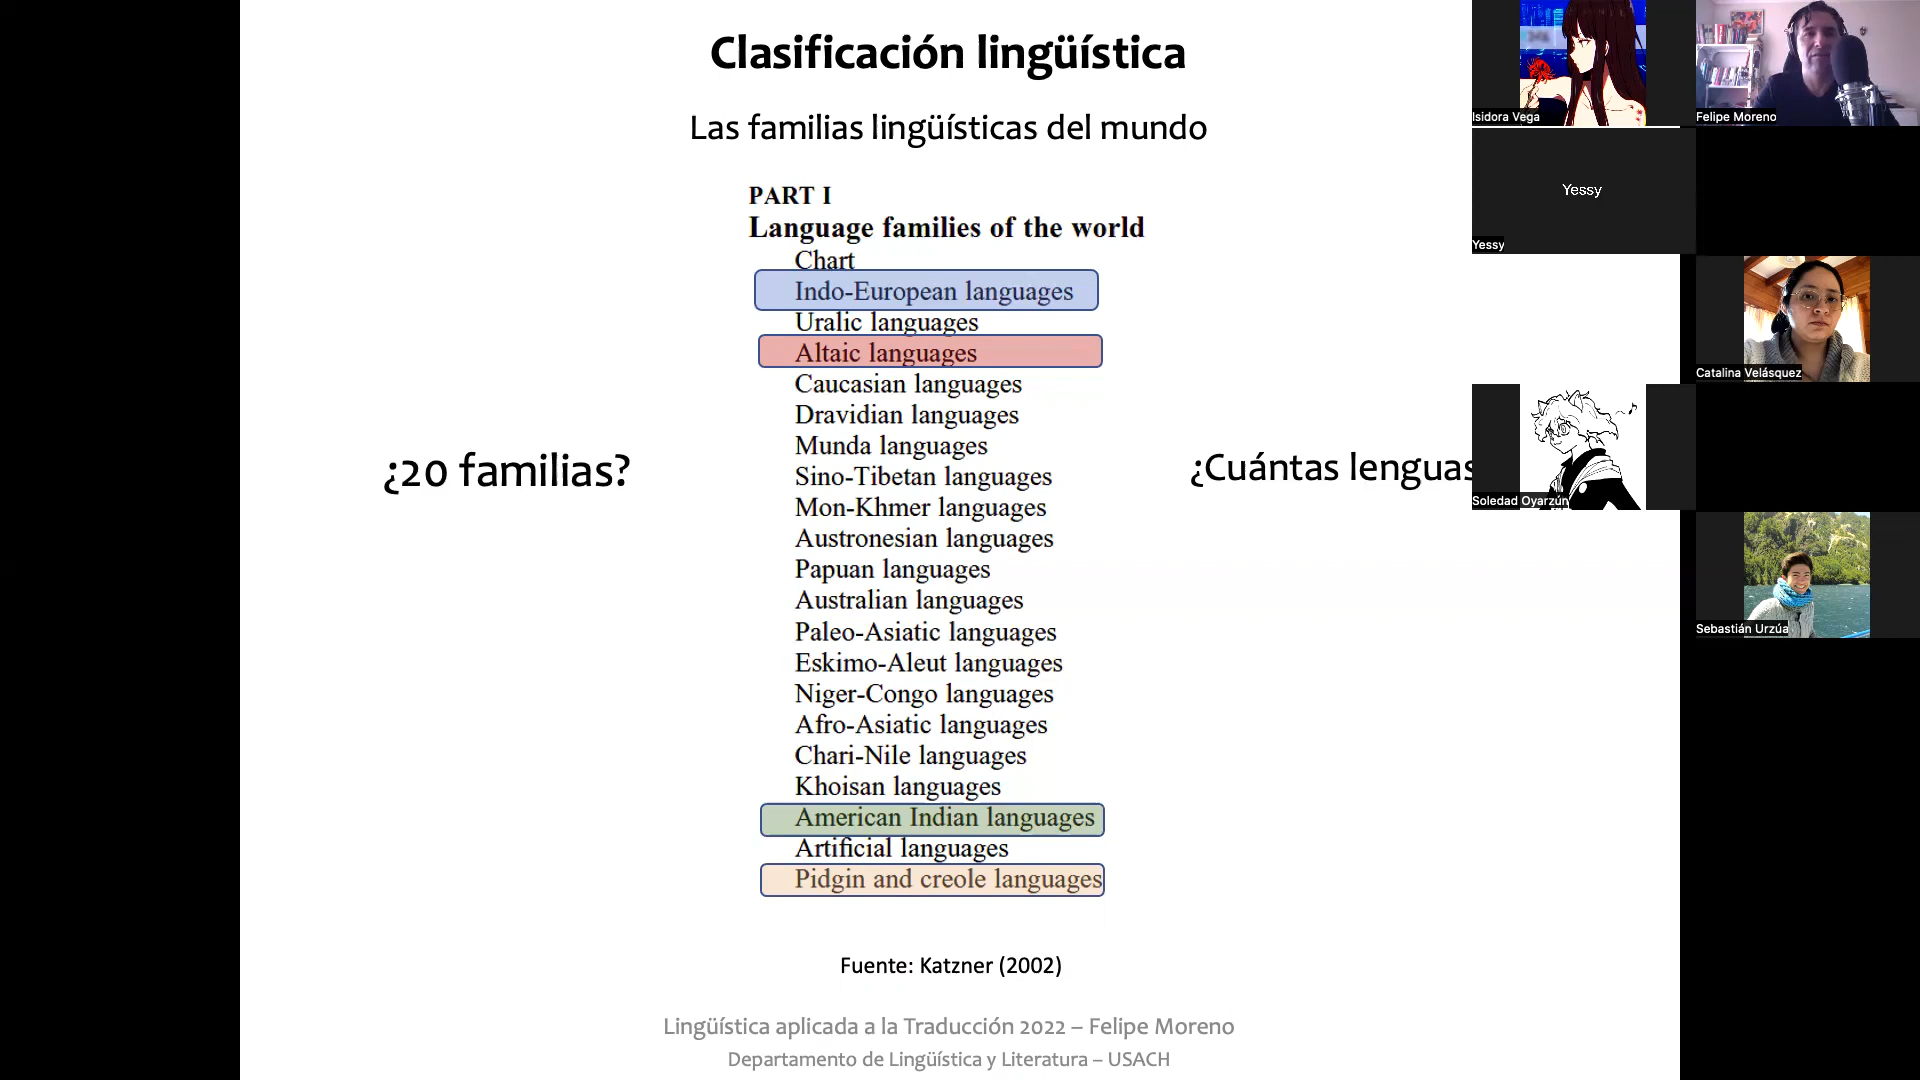 Clasificación lingüística
Las familias lingüísticas del mundo
PART I
Language families of the world
Chart
Indo-European languages
Uralic languages
Altaic languages
Caucasian languages
Dravidian languages
Munda languages
Sino-Tibetan languages
Mon-Khmer languages
Austronesian languages
Papuan languages
Australian languages
Paleo-Asiatic languages
Eskimo-Aleut languages
Niger-Congo languages
Afro-Asiatic languages
Chari-Nile languages
Khoisan languages
American Indian languages
Artificial languages
Pidgin and creole languages
¿20 familias?
¿Cuántas lenguas
Fuente: Katzner (2002)
Lingüística aplicada a la Traducción 2022 – Felipe Moreno
Departamento de Lingüística y Literatura – USACH
Isidora Vega
Felipe Moreno
Yessy
Yessy
Catalina Velásquez
Soledad Oyarzún
Sebastián Urzúa